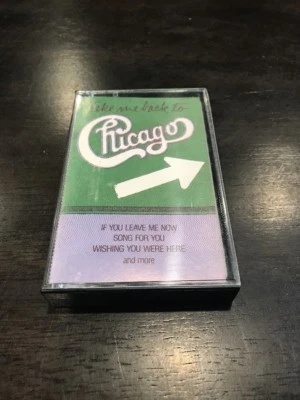 Take me back to
Chicago
IF YOU LEAVE ME NOW
SONG FOR YOU
WISHING YOU WERE HERE
and more